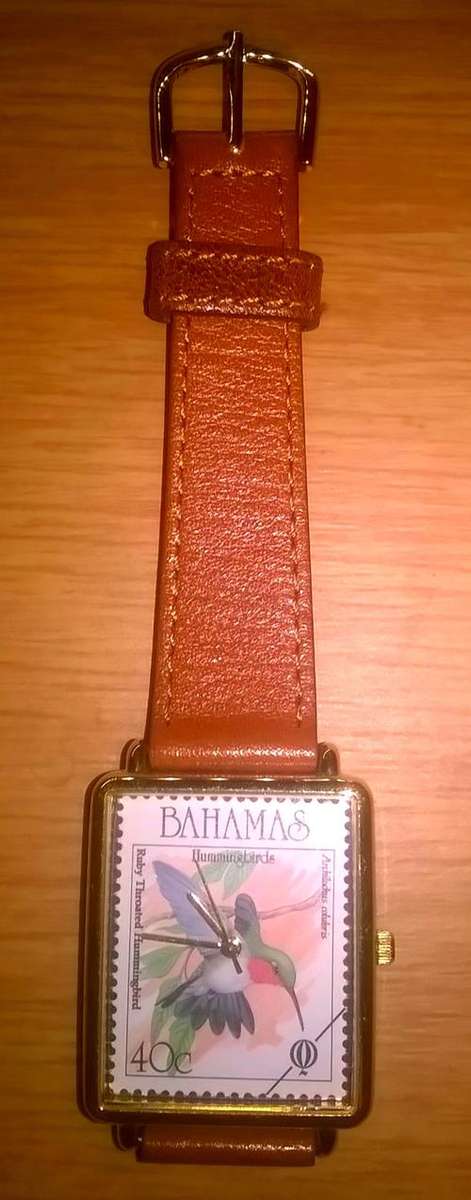 BAHAMAS
Hummingbirds
Ruby Throated Hummingbird
Archilochus colubris
40c
Q